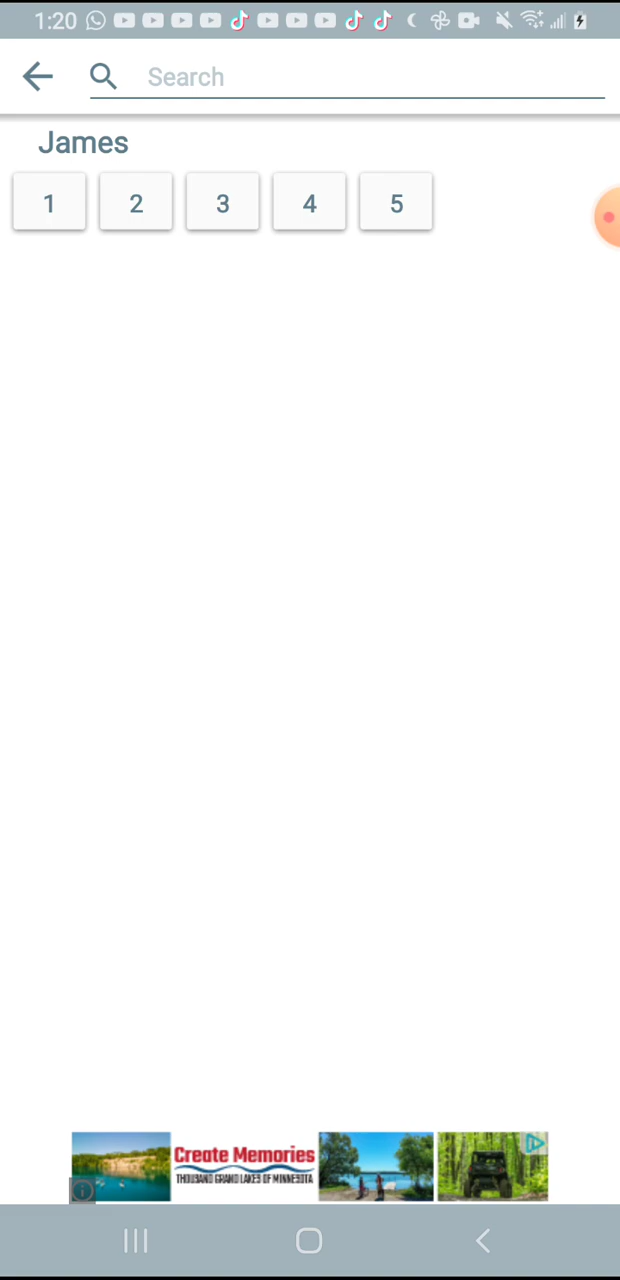 1:20
Search
James
1 2 3 4 5
Create Memories
THOUSAND GRAND LAKES OF MINNESOTA